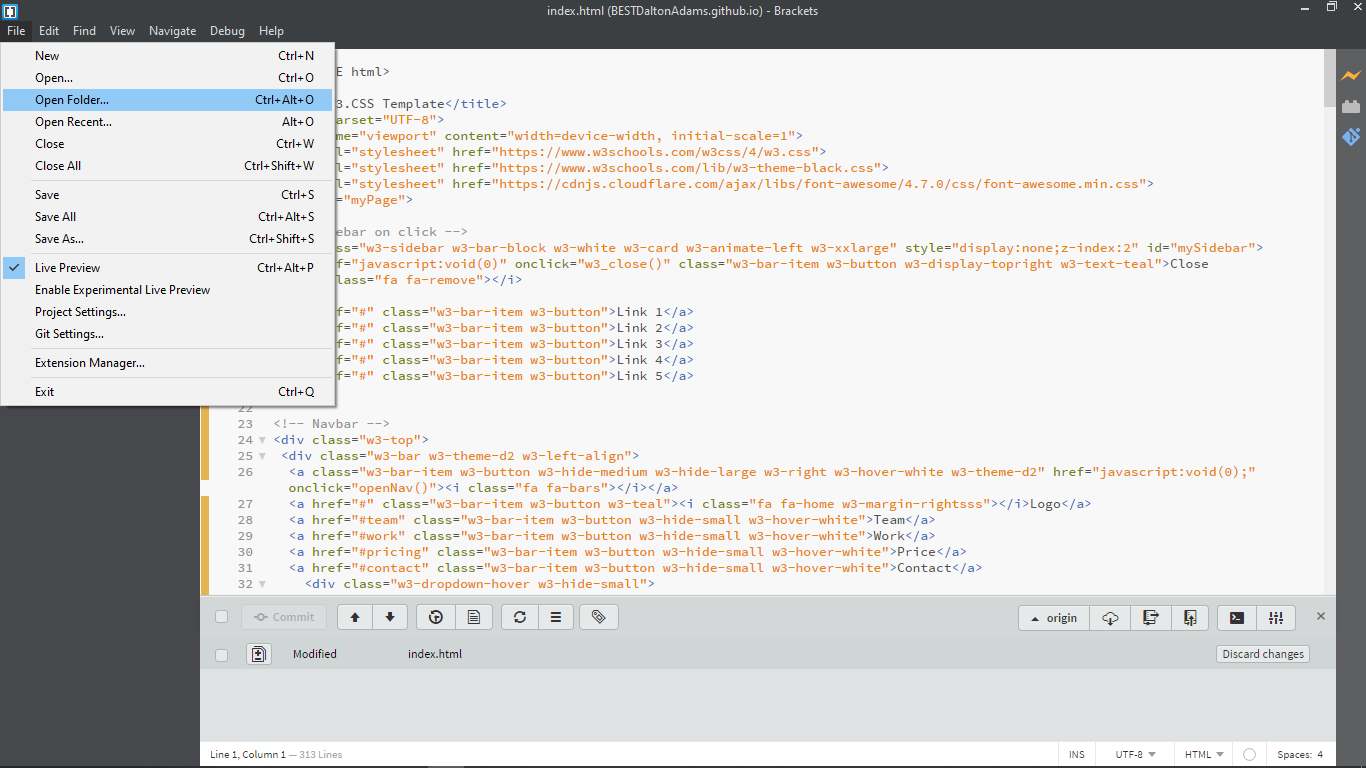 index.html (BESTDaltonAdams.github.io) - Brackets
File Edit Find View Navigate Debug Help
New Ctrl+N
Open... Ctrl+O
Open Folder... Ctrl+Alt+O
Open Recent... Alt+O
Close Ctrl+W
Close All Ctrl+Shift+W
Save Ctrl+S
Save All Ctrl+Alt+S
Save As... Ctrl+Shift+S
Live Preview Ctrl+Alt+P
Enable Experimental Live Preview
Project Settings...
Git Settings...
Extension Manager...
Exit Ctrl+Q
E html>
3.CSS Template</title>
arset="UTF-8">
me="viewport" content="width=device-width, initial-scale=1">
l="stylesheet" href="https://www.w3schools.com/w3css/4/w3.css">
l="stylesheet" href="https://www.w3schools.com/lib/w3-theme-black.css">
l="stylesheet" href="https://cdnjs.cloudflare.com/ajax/libs/font-awesome/4.7.0/css/font-awesome.min.css">
="myPage">
ebar on click -->
ss="w3-sidebar w3-bar-block w3-white w3-card w3-animate-left w3-xxlarge" style="display:none;z-index:2" id="mySidebar">
f="javascript:void(0)" onclick="w3_close()" class="w3-bar-item w3-button w3-display-topright w3-text-teal">Close
lass="fa fa-remove"></i>
f="#" class="w3-bar-item w3-button">Link 1</a>
f="#" class="w3-bar-item w3-button">Link 2</a>
f="#" class="w3-bar-item w3-button">Link 3</a>
f="#" class="w3-bar-item w3-button">Link 4</a>
f="#" class="w3-bar-item w3-button">Link 5</a>
22
23 <!-- Navbar -->
24 <div class="w3-top">
25 <div class="w3-bar w3-theme-d2 w3-left-align">
26 <a class="w3-bar-item w3-button w3-hide-medium w3-hide-large w3-right w3-hover-white w3-theme-d2" href="javascript:void(0);"
onclick="openNav()"><i class="fa fa-bars"></i></a>
27 <a href="#" class="w3-bar-item w3-button w3-teal"><i class="fa fa-home w3-margin-rightsss"></i>Logo</a>
28 <a href="#team" class="w3-bar-item w3-button w3-hide-small w3-hover-white">Team</a>
29 <a href="#work" class="w3-bar-item w3-button w3-hide-small w3-hover-white">Work</a>
30 <a href="#pricing" class="w3-bar-item w3-button w3-hide-small w3-hover-white">Price</a>
31 <a href="#contact" class="w3-bar-item w3-button w3-hide-small w3-hover-white">Contact</a>
32 <div class="w3-dropdown-hover w3-hide-small">
Commit origin
Modified index.html Discard changes
Line 1, Column 1 — 313 Lines INS UTF-8 HTML Spaces: 4